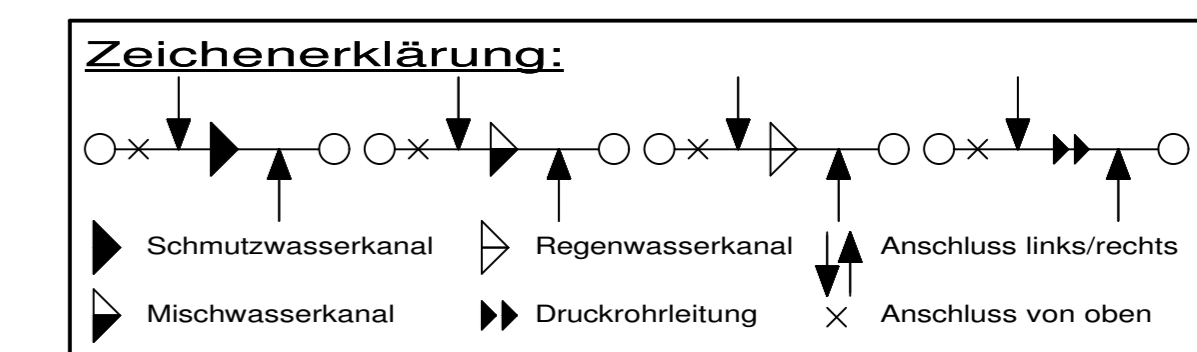 Zeichenerklärung:
Schmutzwasserkanal Regenwasserkanal Anschluss links/rechts
Mischwasserkanal Druckrohrleitung Anschluss von oben